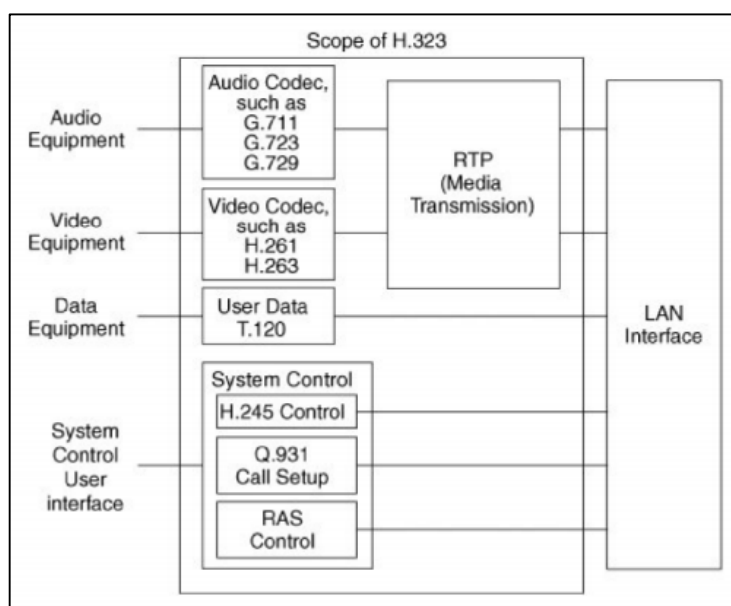 Scope of H.323
Audio
Equipment
Audio Codec,
such as
G.711
G.723
G.729
RTP
(Media
Transmission)
Video
Equipment
Video Codec,
such as
H.261
H.263
Data
Equipment
User Data
T.120
LAN
Interface
System Control
H.245 Control
System
Control
User
interface
Q.931
Call Setup
RAS
Control